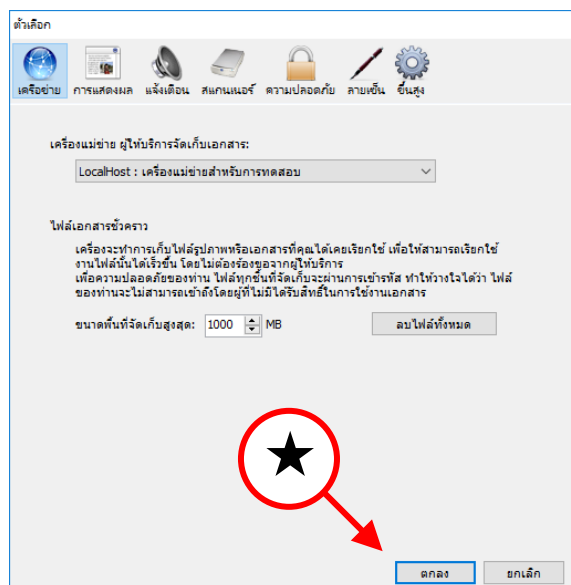 ตัวเลือก
เครือข่าย การแสดงผล แจ้งเตือน สแกนเนอร์ ความปลอดภัย ลายเซ็น ขั้นสูง
เครื่องแม่ข่าย ผู้ให้บริการจัดเก็บเอกสาร:
LocalHost : เครื่องแม่ข่ายสำหรับการทดสอบ
ไฟล์เอกสารชั่วคราว
เครื่องจะทำการเก็บไฟล์รูปภาพหรือเอกสารที่คุณได้เคยเรียกใช้ เพื่อให้สามารถเรียกใช้
งานไฟล์นั้นได้เร็วขึ้น โดยไม่ต้องร้องขอจากผู้ให้บริการ
เพื่อความปลอดภัยของท่าน ไฟล์ทุกชิ้นที่จัดเก็บจะผ่านการเข้ารหัส ทำให้วางใจได้ว่า ไฟล์
ของท่านจะไม่สามารถเข้าถึงโดยผู้ที่ไม่มีได้รับสิทธิ์ในการใช้งานเอกสาร
ขนาดพื้นที่จัดเก็บสูงสุด: 1000 MB ลบไฟล์ทั้งหมด
ตกลง ยกเลิก